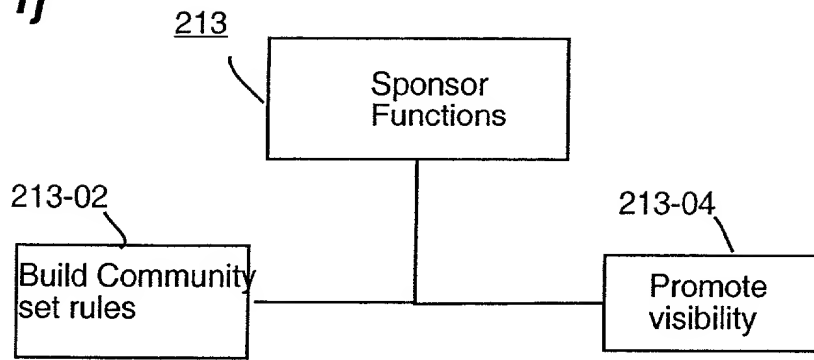 213
Sponsor
Functions
213-02
213-04
Build Community
set rules
Promote
visibility